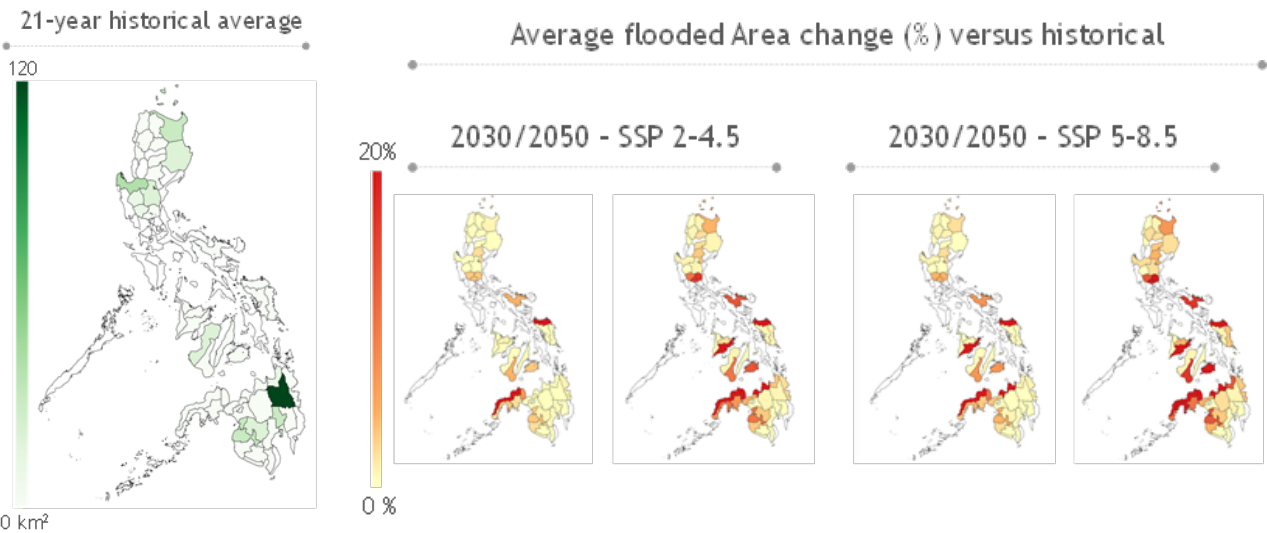 21-year historical average
120
0 km²
Average flooded Area change (%) versus historical
2030/2050 - SSP 2-4.5
2030/2050 - SSP 5-8.5
20%
0 %